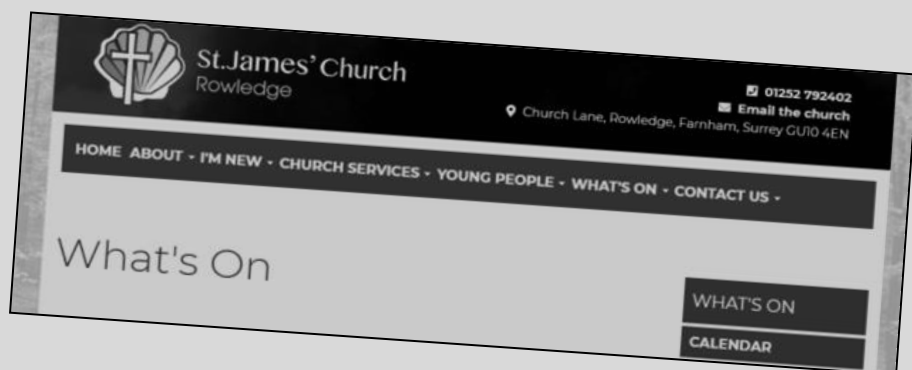 St.James' Church
Rowledge
01252 792402
Email the church
Church Lane, Rowledge, Farnham, Surrey GU10 4EN
HOME ABOUT I'M NEW CHURCH SERVICES YOUNG PEOPLE WHAT'S ON CONTACT US
What's On
WHAT'S ON
CALENDAR